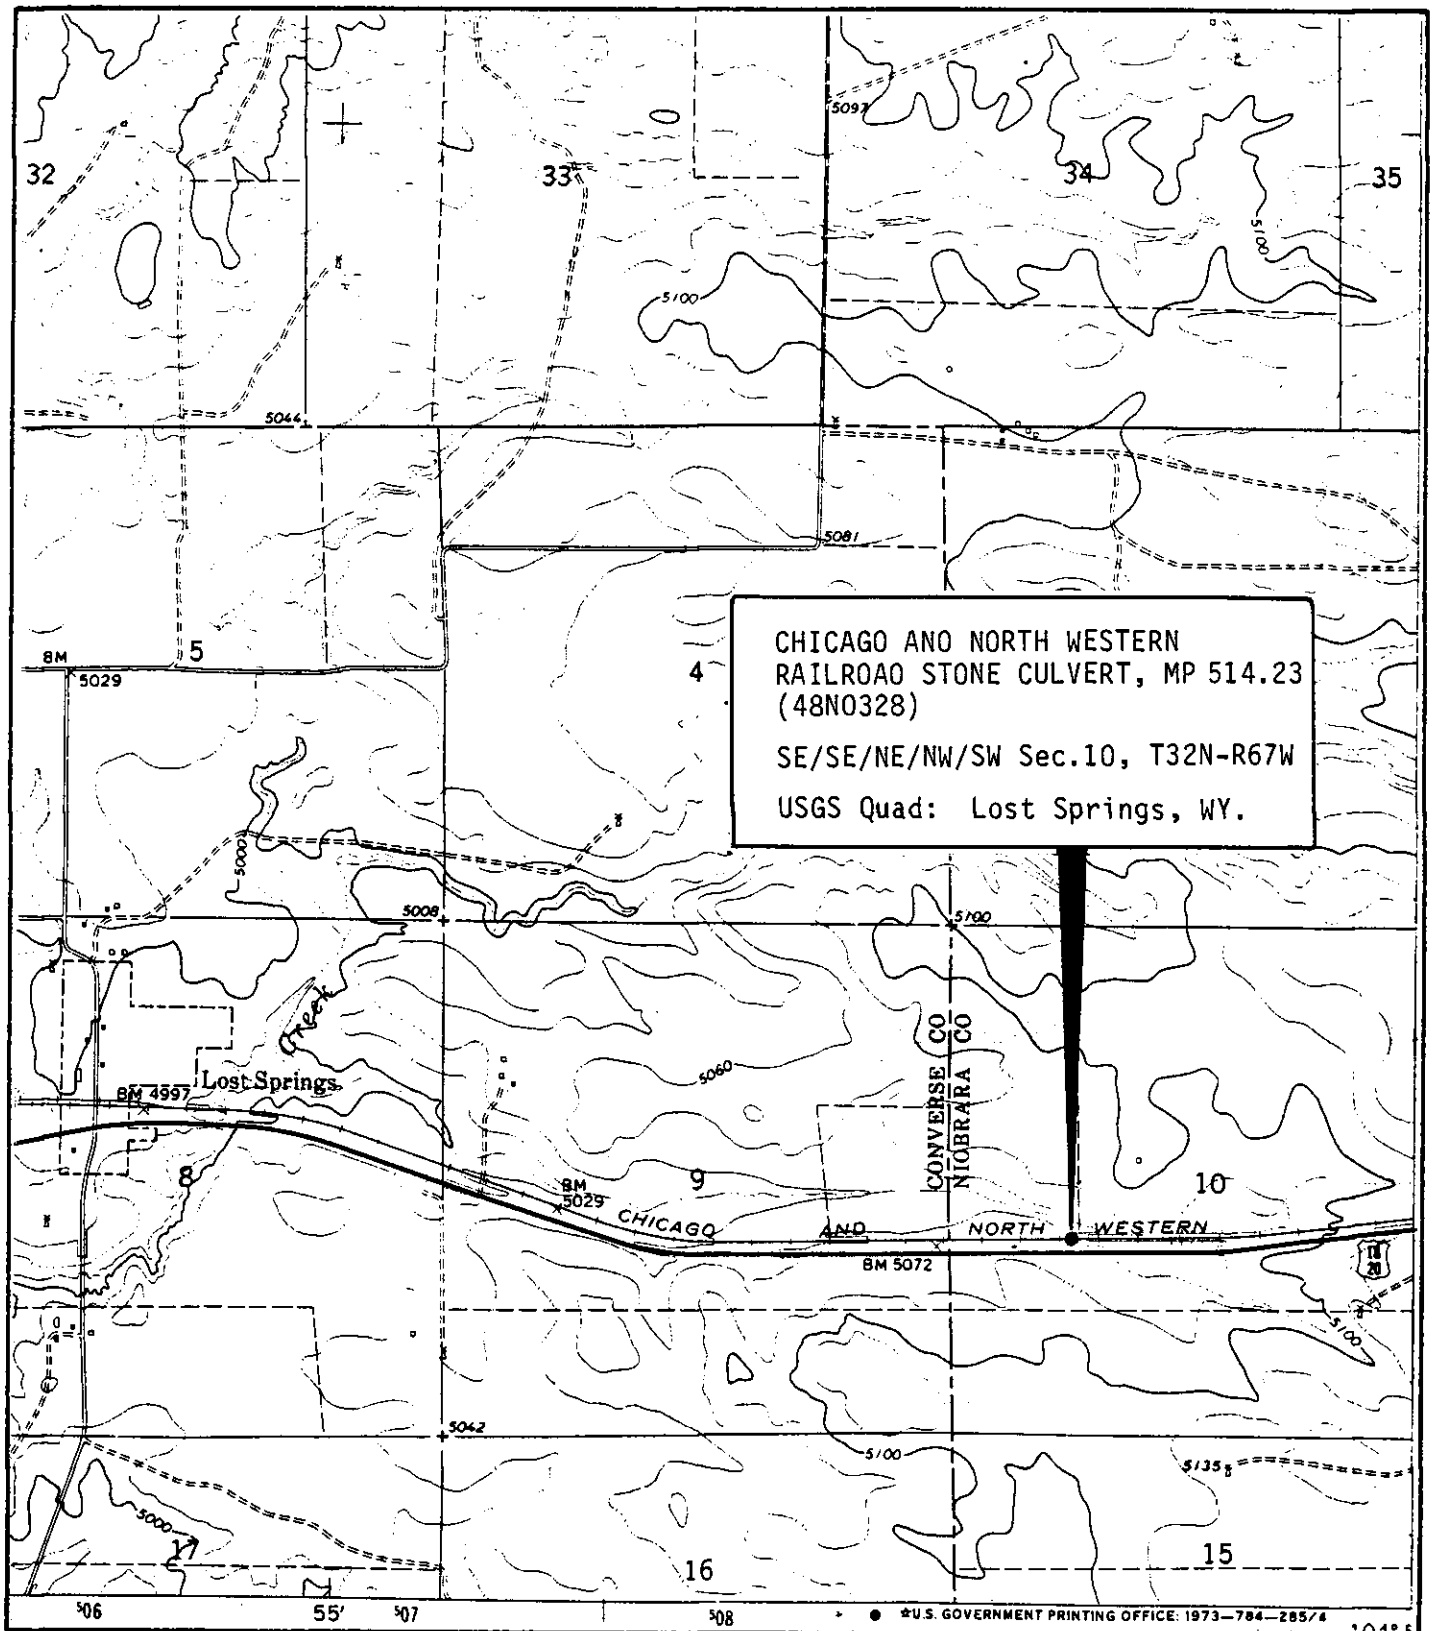 5097
32
33
34
35
5100
5100
5044
5081
CHICAGO ANO NORTH WESTERN
RAILROAO STONE CULVERT, MP 514.23
(48NO328)
SE/SE/NE/NW/SW Sec.10, T32N-R67W
USGS Quad: Lost Springs, WY.
BM
5029
5
4
5000
5008
5100
Creek
CONVERSE CO
NIOBRARA CO
5060
Lost Springs
BM 4997
8
9
10
BM
5029
CHICAGO AND NORTH WESTERN
BM 5072
18
20
5100
5042
5100
5135
5000
17
16
15
506
55'
507
508
☆U.S. GOVERNMENT PRINTING OFFICE: 1973—784—285/4